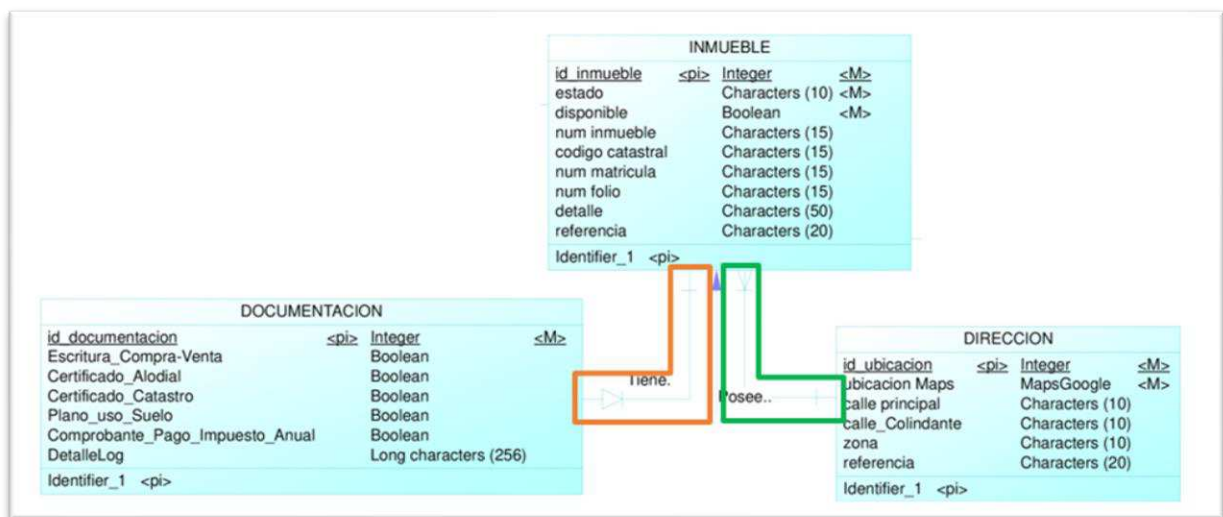 INMUEBLE
id_inmueble <pi> Integer <M>
estado Characters (10) <M>
disponible Boolean <M>
num inmueble Characters (15)
codigo catastral Characters (15)
num matricula Characters (15)
num folio Characters (15)
detalle Characters (50)
referencia Characters (20)
Identifier_1 <pi>
DOCUMENTACION
id_documentacion <pi> Integer <M>
Escritura_Compra-Venta Boolean
Certificado_Alodial Boolean
Certificado_Catastro Boolean
Plano_uso_Suelo Boolean
Comprobante_Pago_Impuesto_Anual Boolean
DetalleLog Long characters (256)
Identifier_1 <pi>
Tiene.
Posee..
DIRECCION
id_ubicacion <pi> Integer <M>
ubicacion Maps MapsGoogle <M>
calle principal Characters (10)
calle_Colindante Characters (10)
zona Characters (10)
referencia Characters (20)
Identifier_1 <pi>